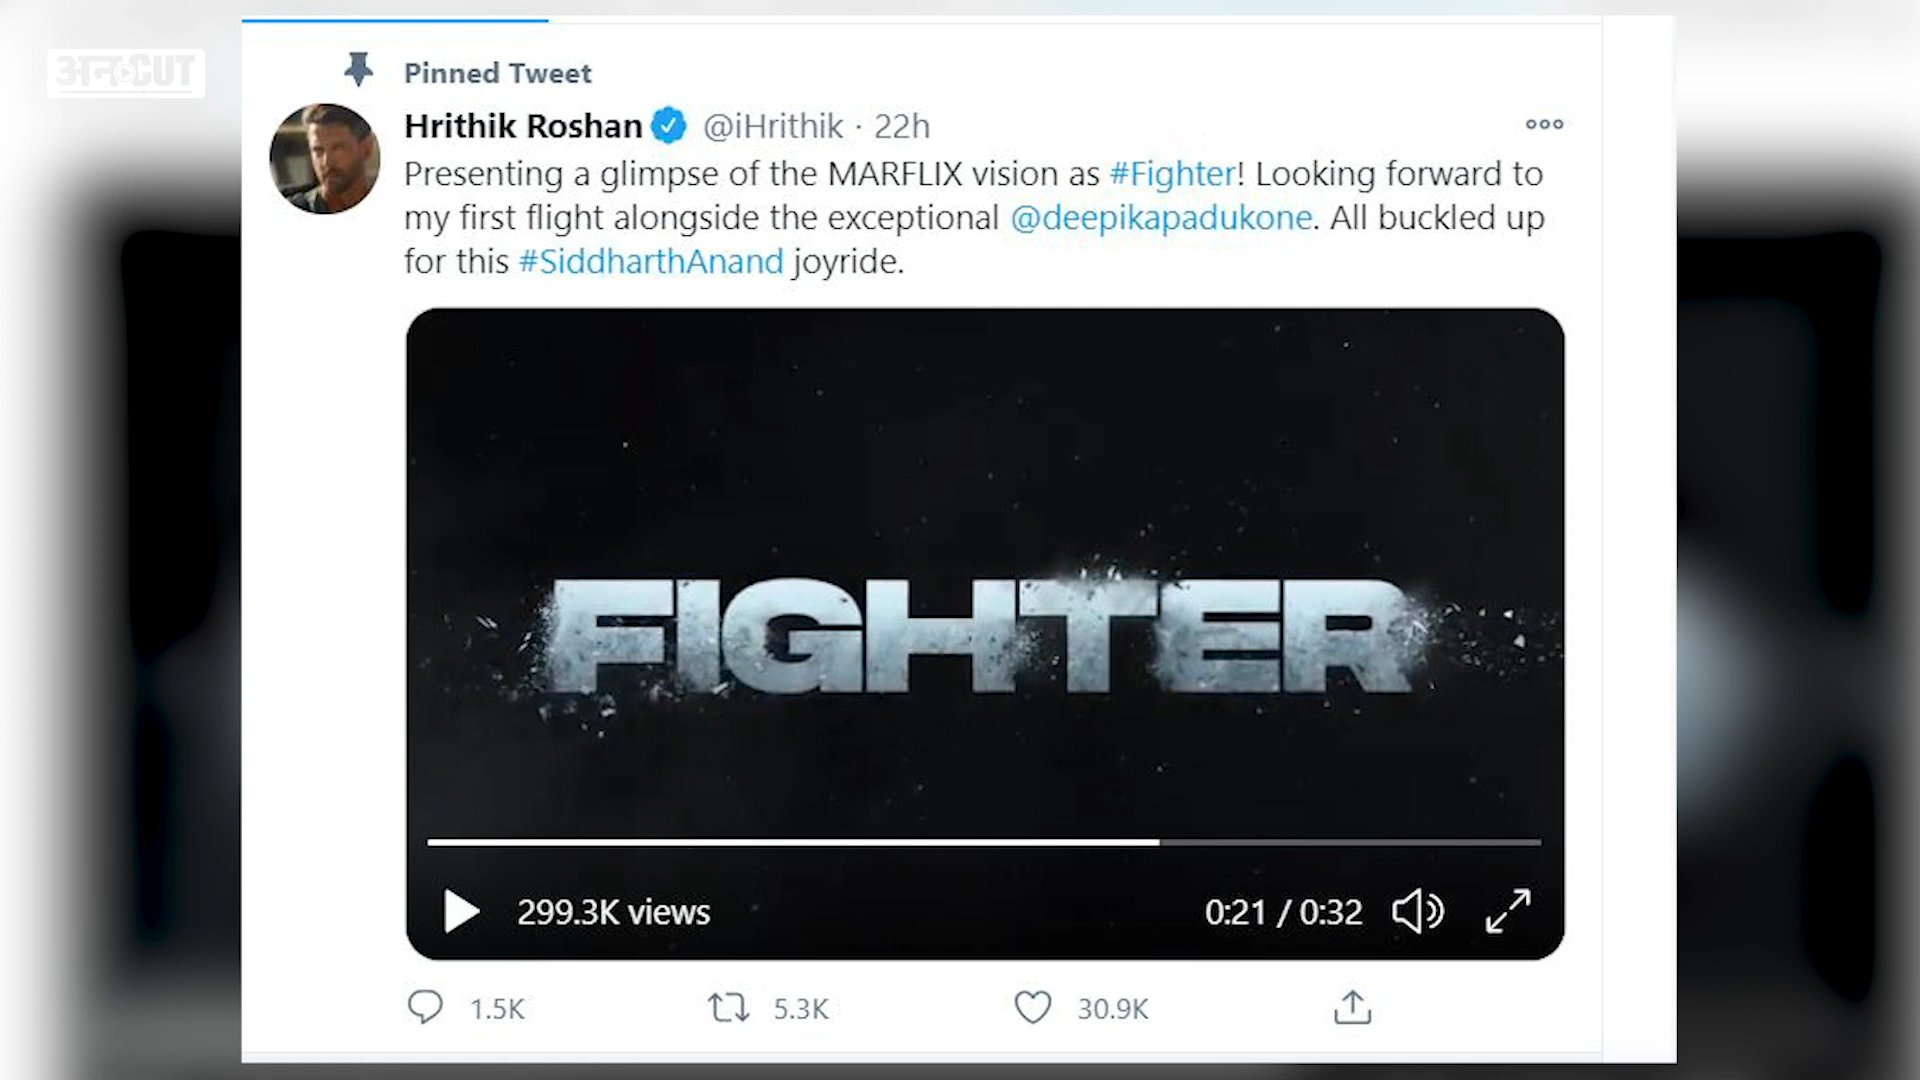 अनCUT
Pinned Tweet
Hrithik Roshan @iHrithik · 22h
Presenting a glimpse of the MARFLIX vision as #Fighter! Looking forward to
my first flight alongside the exceptional @deepikapadukone. All buckled up
for this #SiddharthAnand joyride.
FIGHTER
299.3K views 0:21 / 0:32
1.5K 5.3K 30.9K